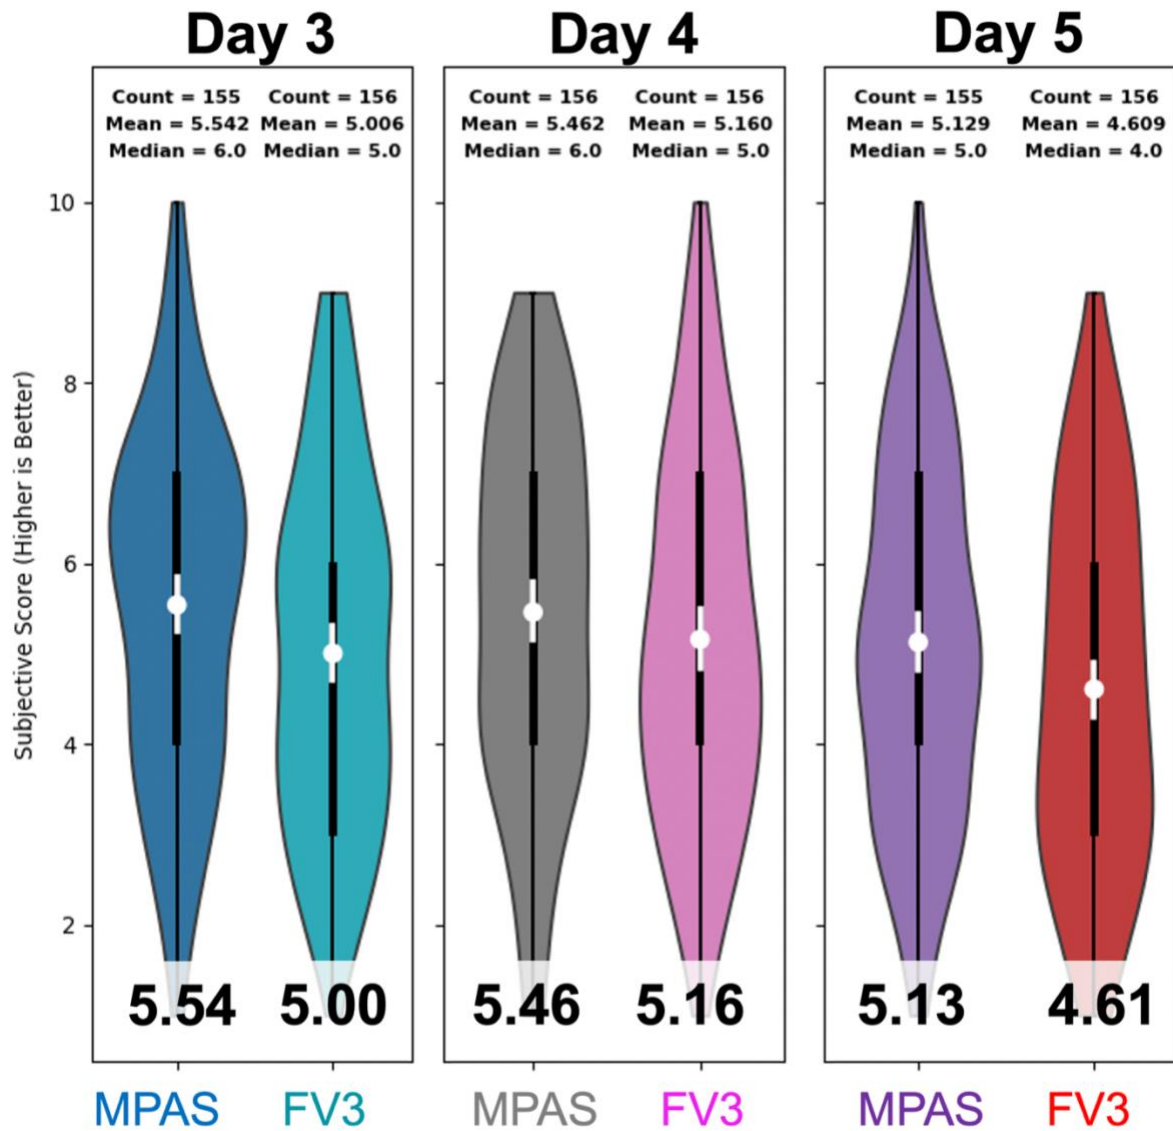 Day 3 Day 4 Day 5
Count = 155 Count = 156 Count = 156 Count = 156 Count = 155 Count = 156
Mean = 5.542 Mean = 5.006 Mean = 5.462 Mean = 5.160 Mean = 5.129 Mean = 4.609
Median = 6.0 Median = 5.0 Median = 6.0 Median = 5.0 Median = 5.0 Median = 4.0
10
8
6
4
2
Subjective Score (Higher is Better)
5.54 5.00 5.46 5.16 5.13 4.61
MPAS FV3 MPAS FV3 MPAS FV3